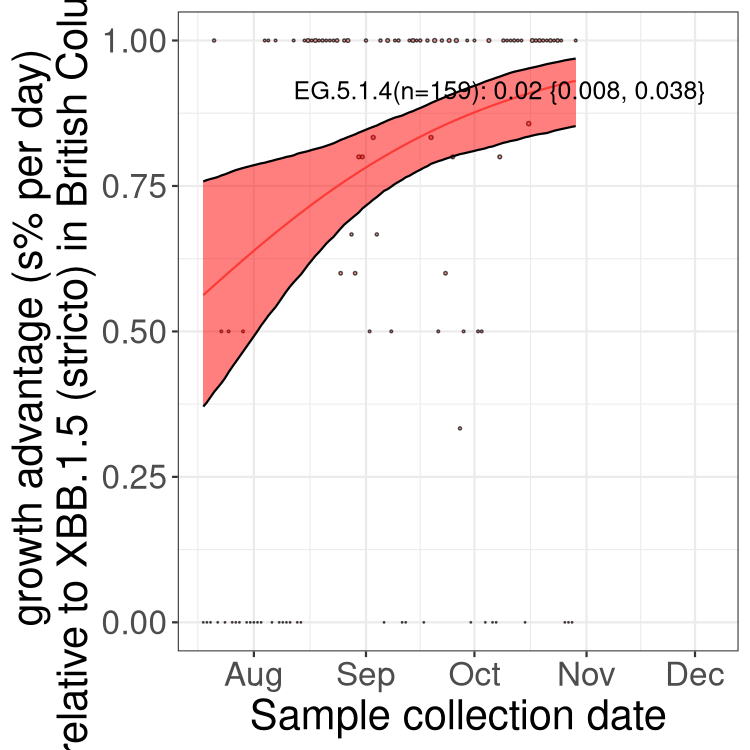 growth advantage (s% per day)
relative to XBB.1.5 (stricto) in British Colu
1.00
0.75
0.50
0.25
0.00
EG.5.1.4(n=159): 0.02 {0.008, 0.038}
Aug Sep Oct Nov Dec
Sample collection date